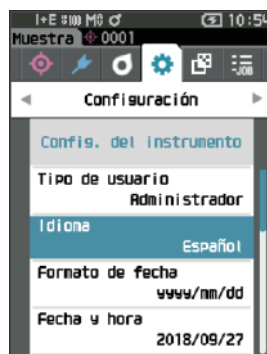 I+E M0 10:54
Muestra 0001
JOB
Configuración
Config. del instrumento
Tipo de usuario
Administrador
Idioma
Español
Formato de fecha
yyyy/mm/dd
Fecha y hora
2018/09/27